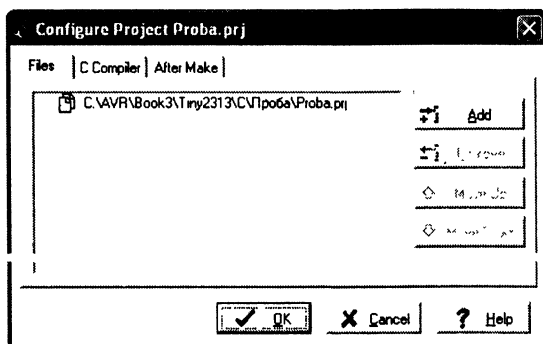 Configure Project Proba.prj
Files C Compiler After Make
C:\AVR\Book3\Tiny2313\C\Проба\Proba.prj
Add
OK Cancel Help